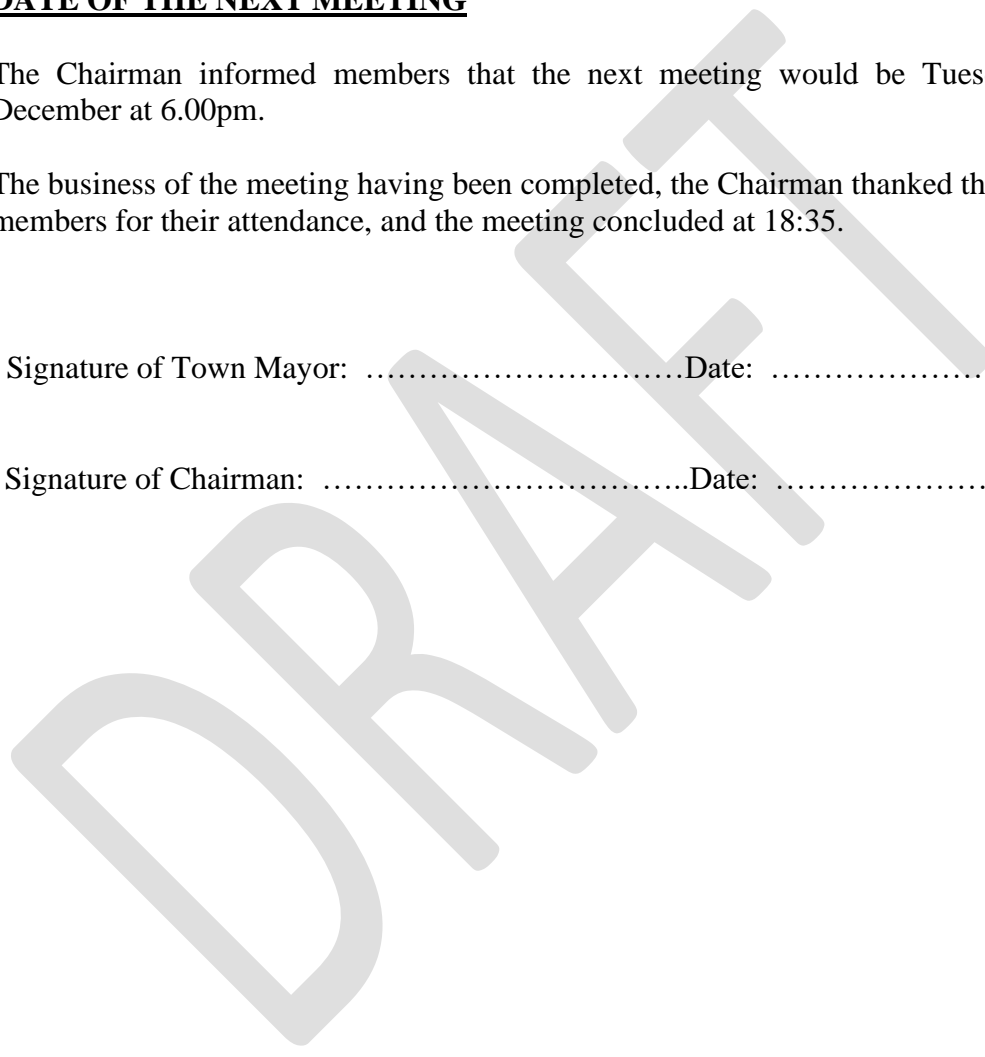 DATE OF THE NEXT MEETING
The Chairman informed members that the next meeting would be Tues
December at 6.00pm.
The business of the meeting having been completed, the Chairman thanked th
members for their attendance, and the meeting concluded at 18:35.
Signature of Town Mayor: …………………………Date: …………………
Signature of Chairman: ……………………………..Date: …………………
DRAFT